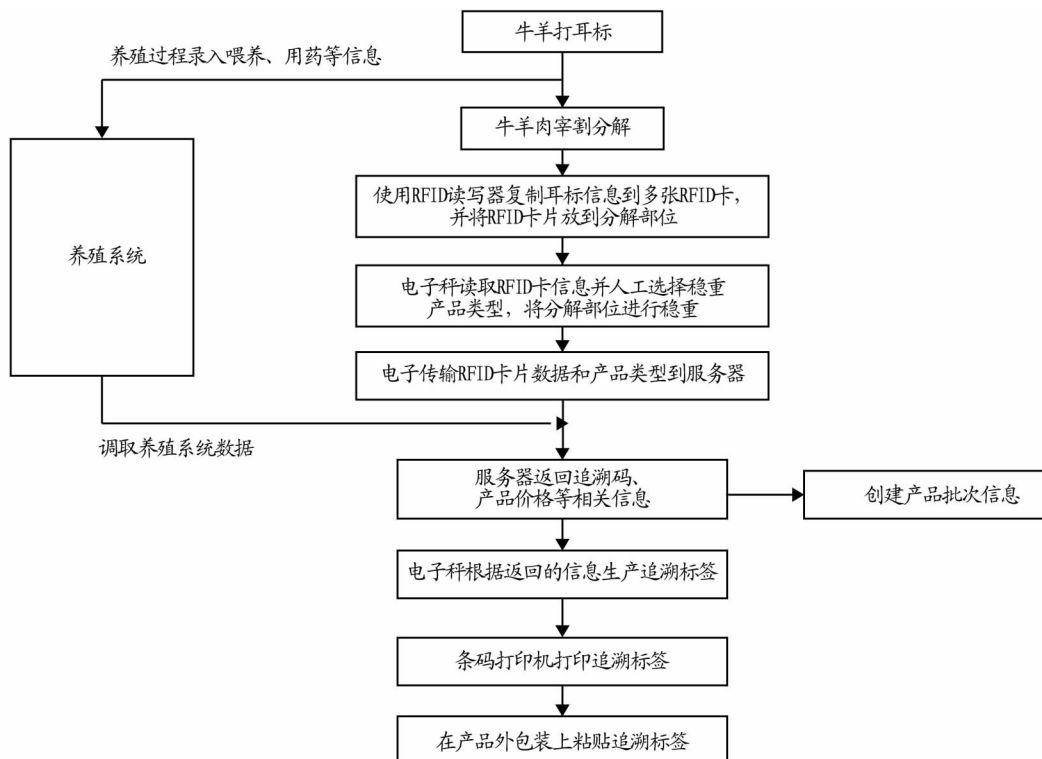 牛羊打耳标
养殖过程录入喂养、用药等信息
牛羊肉宰割分解
使用RFID读写器复制耳标信息到多张RFID卡，
并将RFID卡片放到分解部位
养殖系统
电子秤读取RFID卡信息并人工选择稳重
产品类型，将分解部位进行稳重
电子传输RFID卡片数据和产品类型到服务器
调取养殖系统数据
服务器返回追溯码、
产品价格等相关信息
创建产品批次信息
电子秤根据返回的信息生产追溯标签
条码打印机打印追溯标签
在产品外包装上粘贴追溯标签